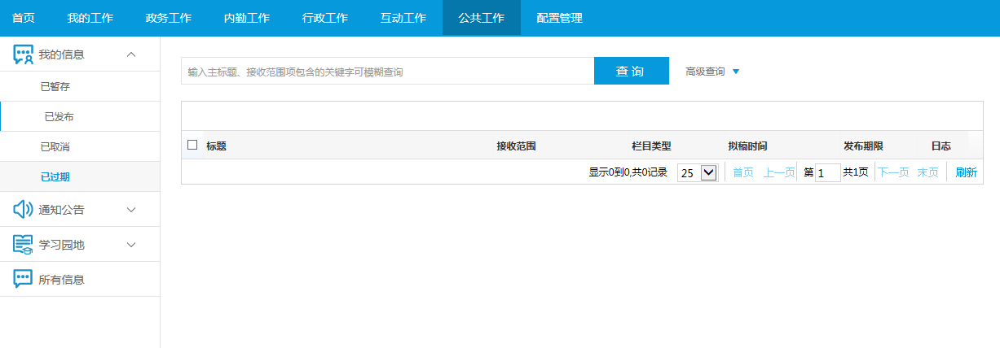 首页 我的工作 政务工作 内勤工作 行政工作 互动工作 公共工作 配置管理
我的信息
已暂存
已发布
已取消
已过期
通知公告
学习园地
所有信息
输入主标题、接收范围项包含的关键字可模糊查询 查 询 高级查询
标题 接收范围 栏目类型 拟稿时间 发布期限 日志
显示0到0,共0记录 25 首页 上一页 第 1 共1页 下一页 末页 刷新